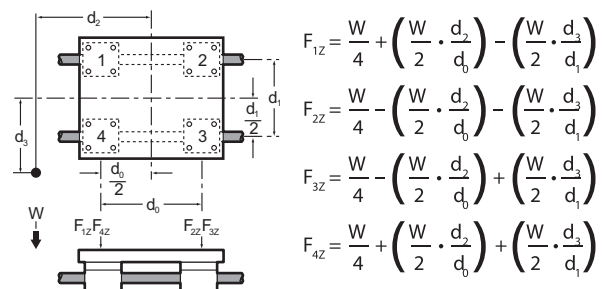 d₂
1
2
d₁
d₁/2
d₃
4
3
d₀/2
d₀
W
F₁Z F₄Z
F₂Z F₃Z
F₁Z = W/4 + (W/2 · d₂/d₀) − (W/2 · d₃/d₁)
F₂Z = W/4 − (W/2 · d₂/d₀) − (W/2 · d₃/d₁)
F₃Z = W/4 − (W/2 · d₂/d₀) + (W/2 · d₃/d₁)
F₄Z = W/4 + (W/2 · d₂/d₀) + (W/2 · d₃/d₁)